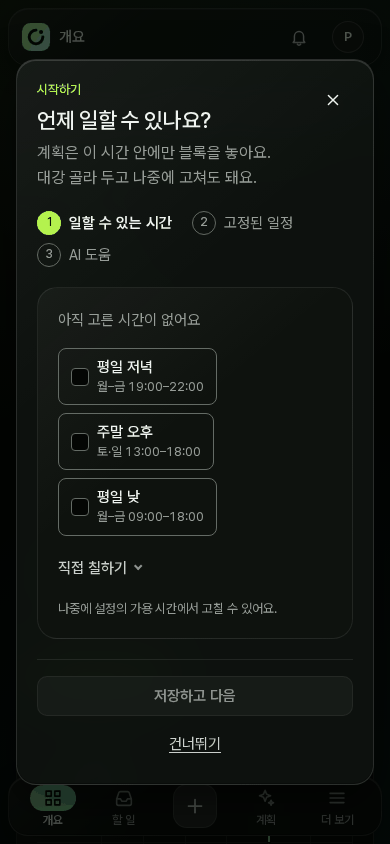 개요
P
시작하기
언제 일할 수 있나요?
계획은 이 시간 안에만 블록을 놓아요.
대강 골라 두고 나중에 고쳐도 돼요.
1 일할 수 있는 시간 2 고정된 일정
3 AI 도움
아직 고른 시간이 없어요
평일 저녁
월–금 19:00–22:00
주말 오후
토·일 13:00–18:00
평일 낮
월–금 09:00–18:00
직접 칠하기
나중에 설정의 가용 시간에서 고칠 수 있어요.
저장하고 다음
건너뛰기
개요 할 일 계획 더 보기